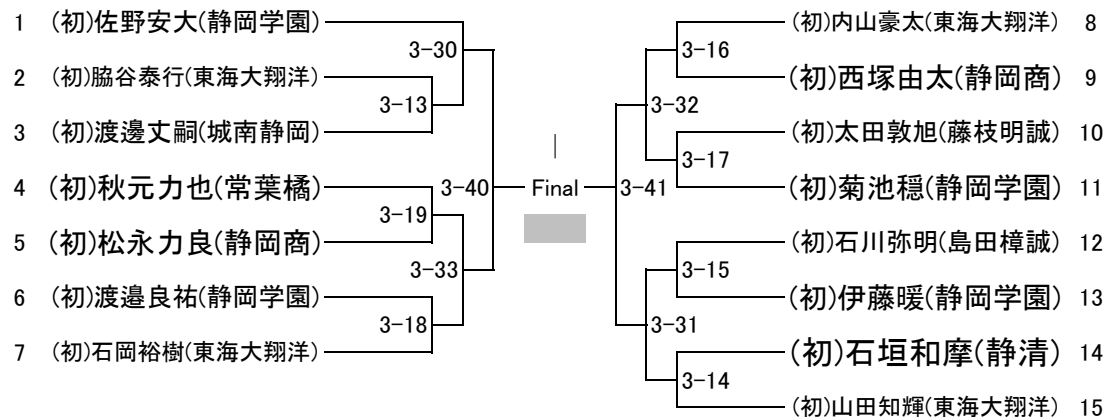 1 (初)佐野安大(静岡学園)
3-30
2 (初)脇谷泰行(東海大翔洋)
3-13
3 (初)渡邊丈嗣(城南静岡)
3-40
4 (初)秋元力也(常葉橘)
3-19
5 (初)松永力良(静岡商)
3-33
6 (初)渡邉良祐(静岡学園)
3-18
7 (初)石岡裕樹(東海大翔洋)
Final
(初)内山豪太(東海大翔洋) 8
3-16
(初)西塚由太(静岡商) 9
3-32
(初)太田敦旭(藤枝明誠) 10
3-17
(初)菊池穏(静岡学園) 11
3-41
(初)石川弥明(島田樟誠) 12
3-15
(初)伊藤暖(静岡学園) 13
3-31
(初)石垣和摩(静清) 14
3-14
(初)山田知輝(東海大翔洋) 15